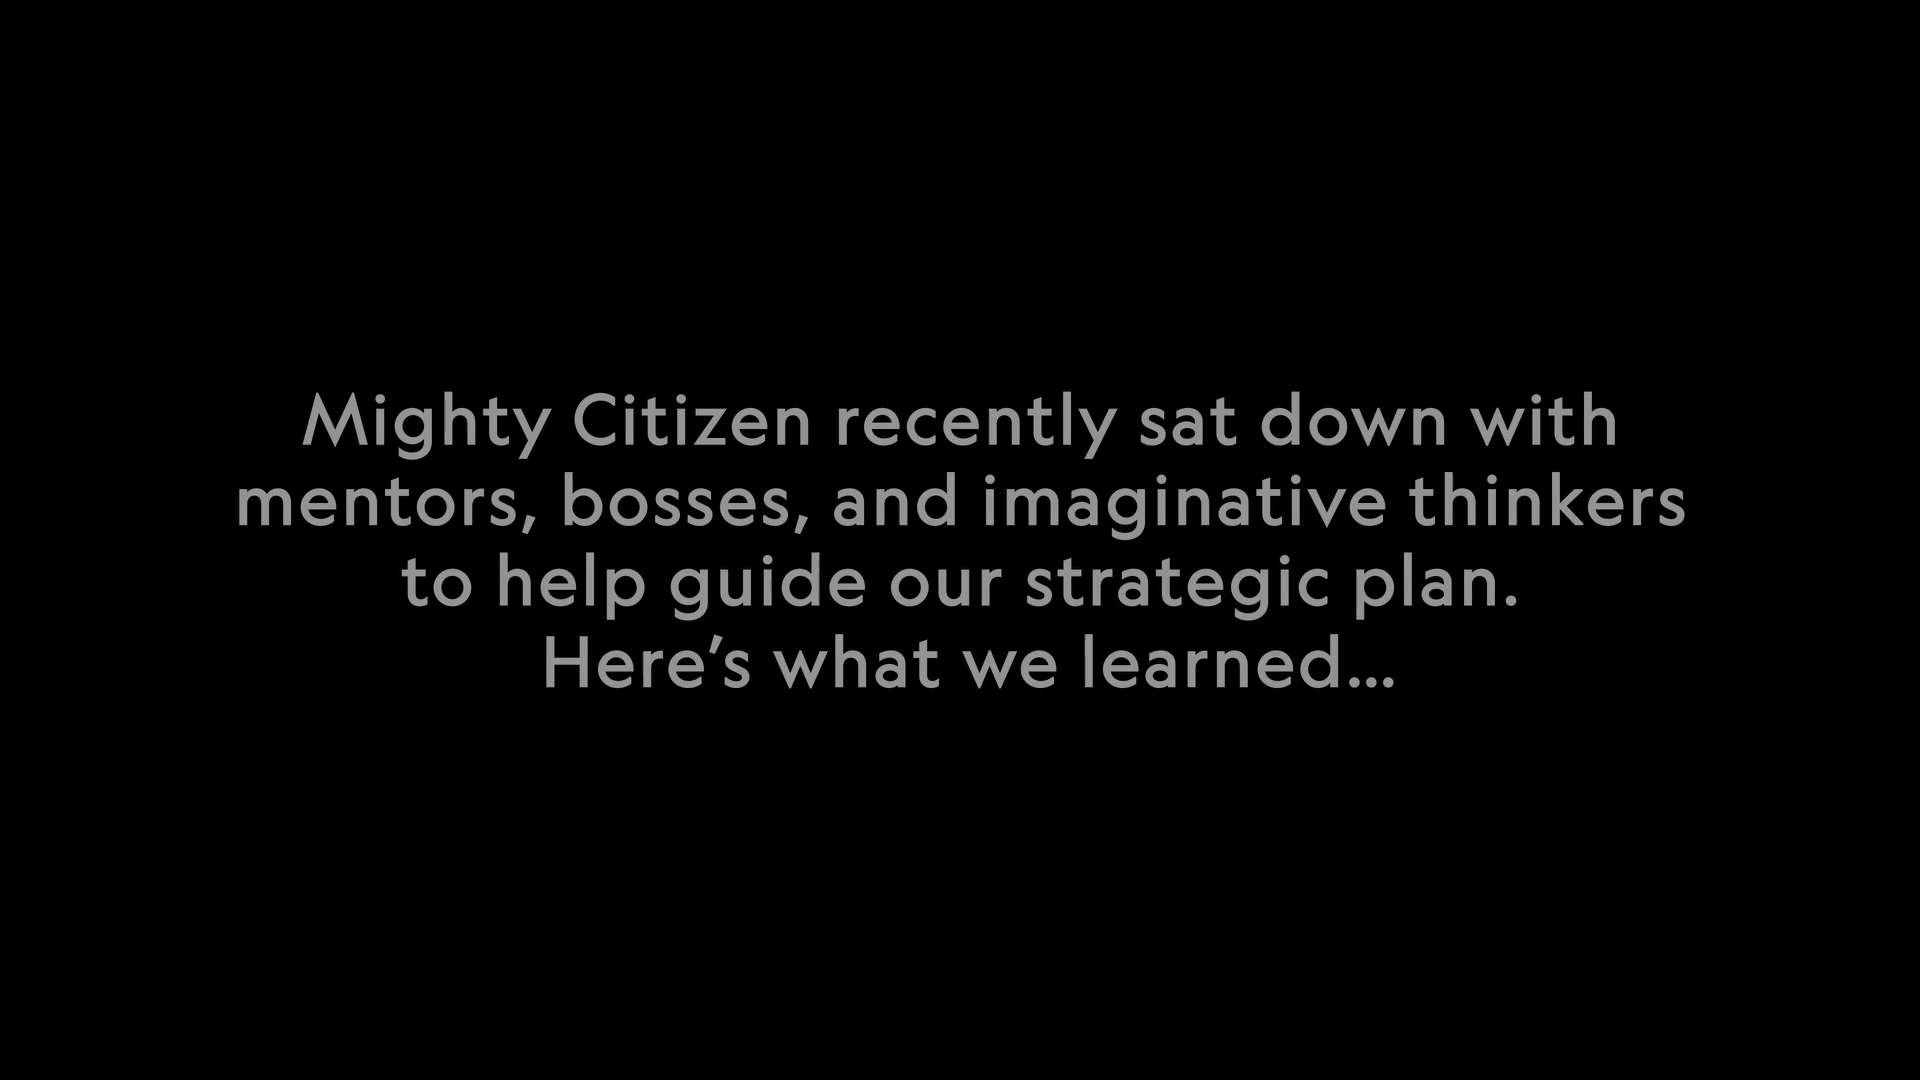 Mighty Citizen recently sat down with
mentors, bosses, and imaginative thinkers
to help guide our strategic plan.
Here’s what we learned...